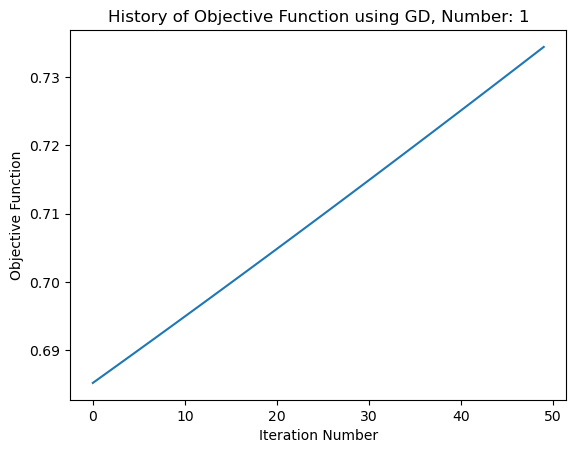 History of Objective Function using GD, Number: 1
Objective Function
0.73
0.72
0.71
0.70
0.69
0 10 20 30 40 50
Iteration Number